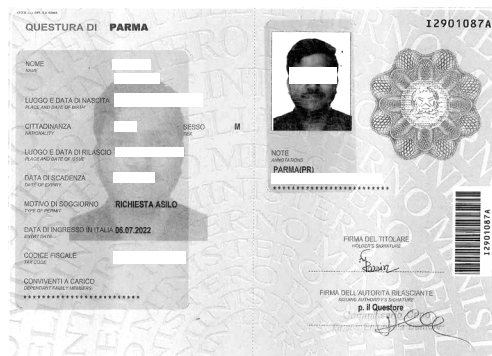 QUESTURA DI PARMA
I2901087A
NOME
NAME
LUOGO E DATA DI NASCITA
PLACE AND DATE OF BIRTH
CITTADINANZA
NATIONALITY
SESSO M
SEX
LUOGO E DATA DI RILASCIO
PLACE AND DATE OF ISSUE
DATA DI SCADENZA
DATE OF EXPIRY
MOTIVO DI SOGGIORNO RICHIESTA ASILO
TYPE OF PERMIT
DATA DI INGRESSO IN ITALIA 06.07.2022
CODICE FISCALE
TAX CODE
CONVIVENTI A CARICO
DEPENDENT FAMILY MEMBERS
******************
NOTE
ANNOTATIONS
PARMA(PR)
******************
I2901087A
FIRMA DEL TITOLARE
HOLDER'S SIGNATURE
FIRMA DELL'AUTORITÀ RILASCIANTE
ISSUING AUTHORITY'S SIGNATURE
p. il Questore